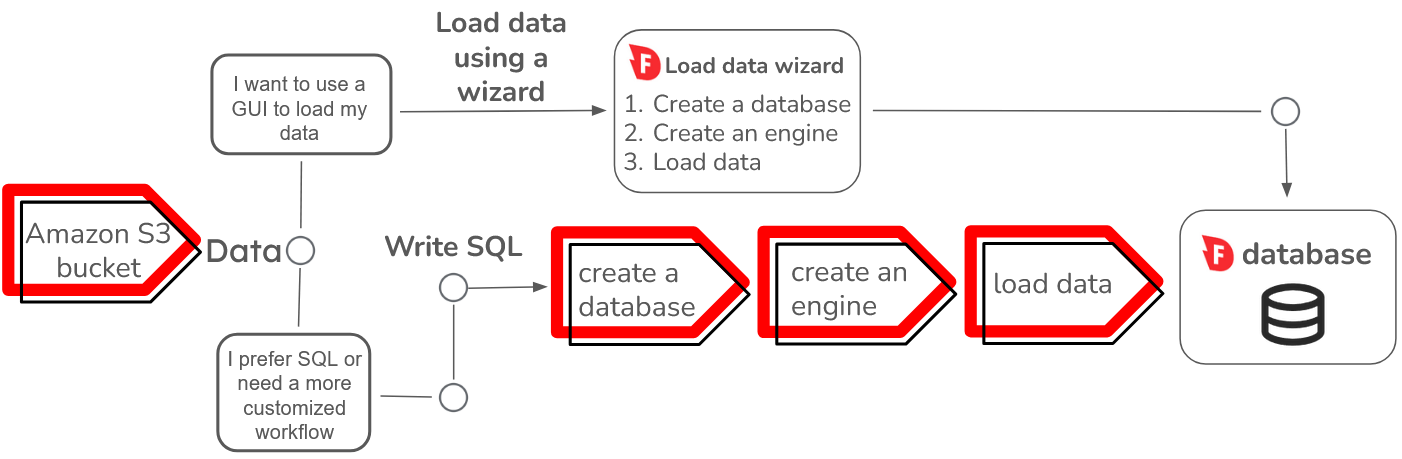 Load data
using a
wizard
I want to use a
GUI to load my
data
F Load data wizard
1. Create a database
2. Create an engine
3. Load data
Amazon S3
bucket
Data
Write SQL
create a
database
create an
engine
load data
F database
I prefer SQL or
need a more
customized
workflow